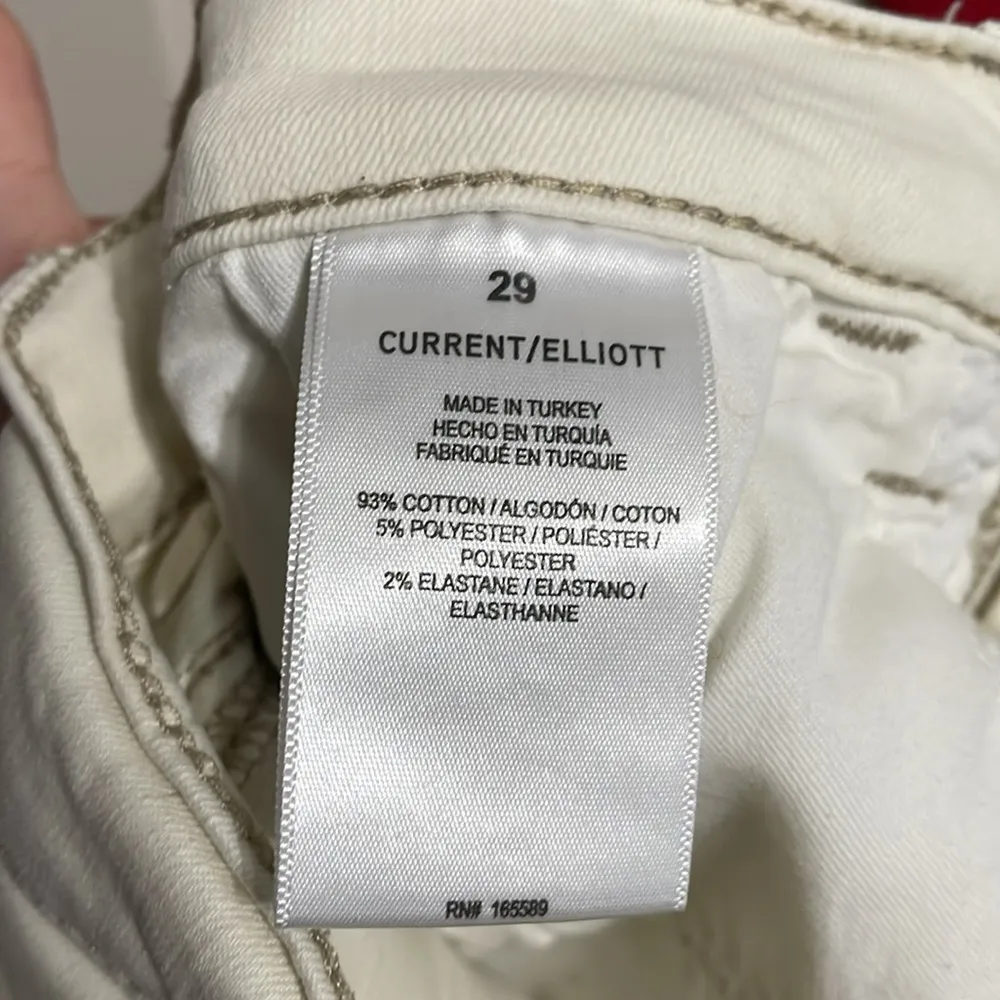 29
CURRENT/ELLIOTT
MADE IN TURKEY
HECHO EN TURQUÍA
FABRIQUÉ EN TURQUIE
93% COTTON / ALGODÓN / COTON
5% POLYESTER / POLIÉSTER /
POLYESTER
2% ELASTANE / ELASTANO /
ELASTHANNE
RN# 165589